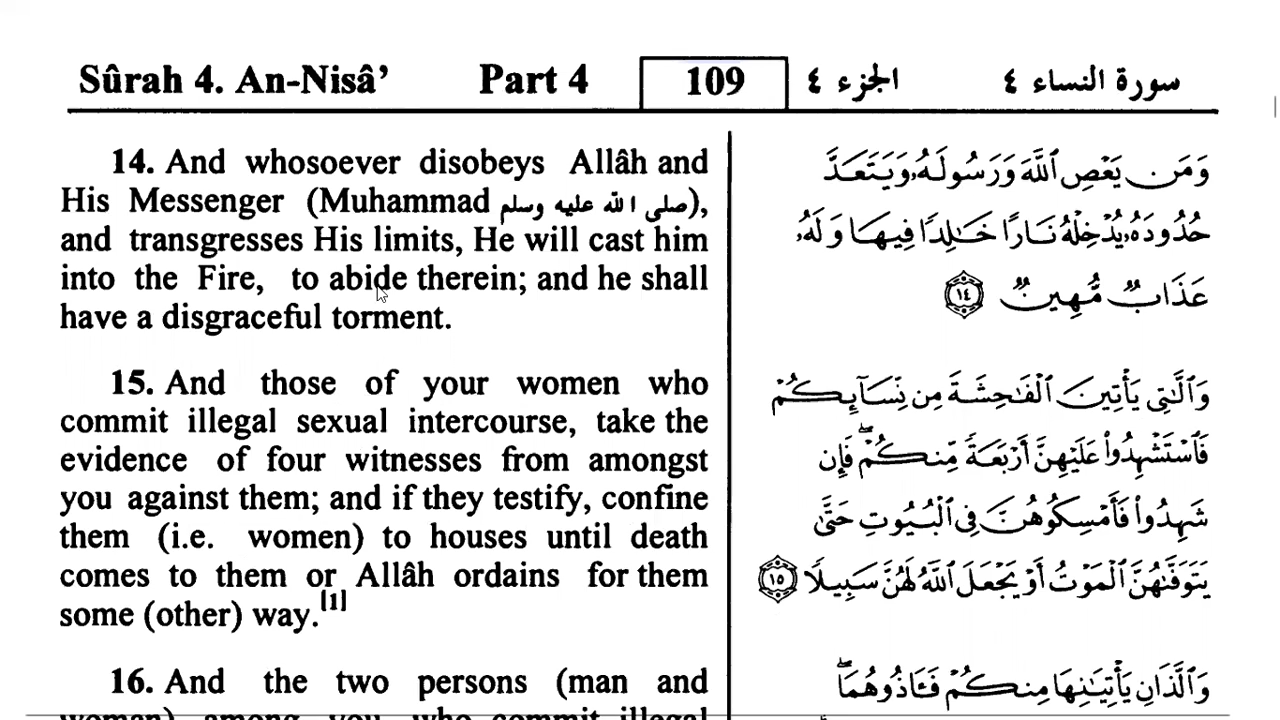 Sûrah 4. An-Nisâ’ Part 4 109 الجزء ٤ سورة النساء ٤
14. And whosoever disobeys Allâh and
His Messenger (Muhammad صلى الله عليه وسلم),
and transgresses His limits, He will cast him
into the Fire, to abide therein; and he shall
have a disgraceful torment.
15. And those of your women who
commit illegal sexual intercourse, take the
evidence of four witnesses from amongst
you against them; and if they testify, confine
them (i.e. women) to houses until death
comes to them or Allâh ordains for them
some (other) way.[1]
16. And the two persons (man and
woman) among you who commit illegal
وَمَن يَعْصِ ٱللَّهَ وَرَسُولَهُۥ وَيَتَعَدَّ
حُدُودَهُۥ يُدْخِلْهُ نَارًا خَٰلِدًا فِيهَا وَلَهُۥ
عَذَابٌ مُّهِينٌ ١٤
وَٱلَّٰتِى يَأْتِينَ ٱلْفَٰحِشَةَ مِن نِّسَآئِكُمْ
فَٱسْتَشْهِدُوا۟ عَلَيْهِنَّ أَرْبَعَةً مِّنكُمْ ۖ فَإِن
شَهِدُوا۟ فَأَمْسِكُوهُنَّ فِى ٱلْبُيُوتِ حَتَّىٰ
يَتَوَفَّىٰهُنَّ ٱلْمَوْتُ أَوْ يَجْعَلَ ٱللَّهُ لَهُنَّ سَبِيلًا ١٥
وَٱلَّذَانِ يَأْتِيَٰنِهَا مِنكُمْ فَـَٔاذُوهُمَا ۖ